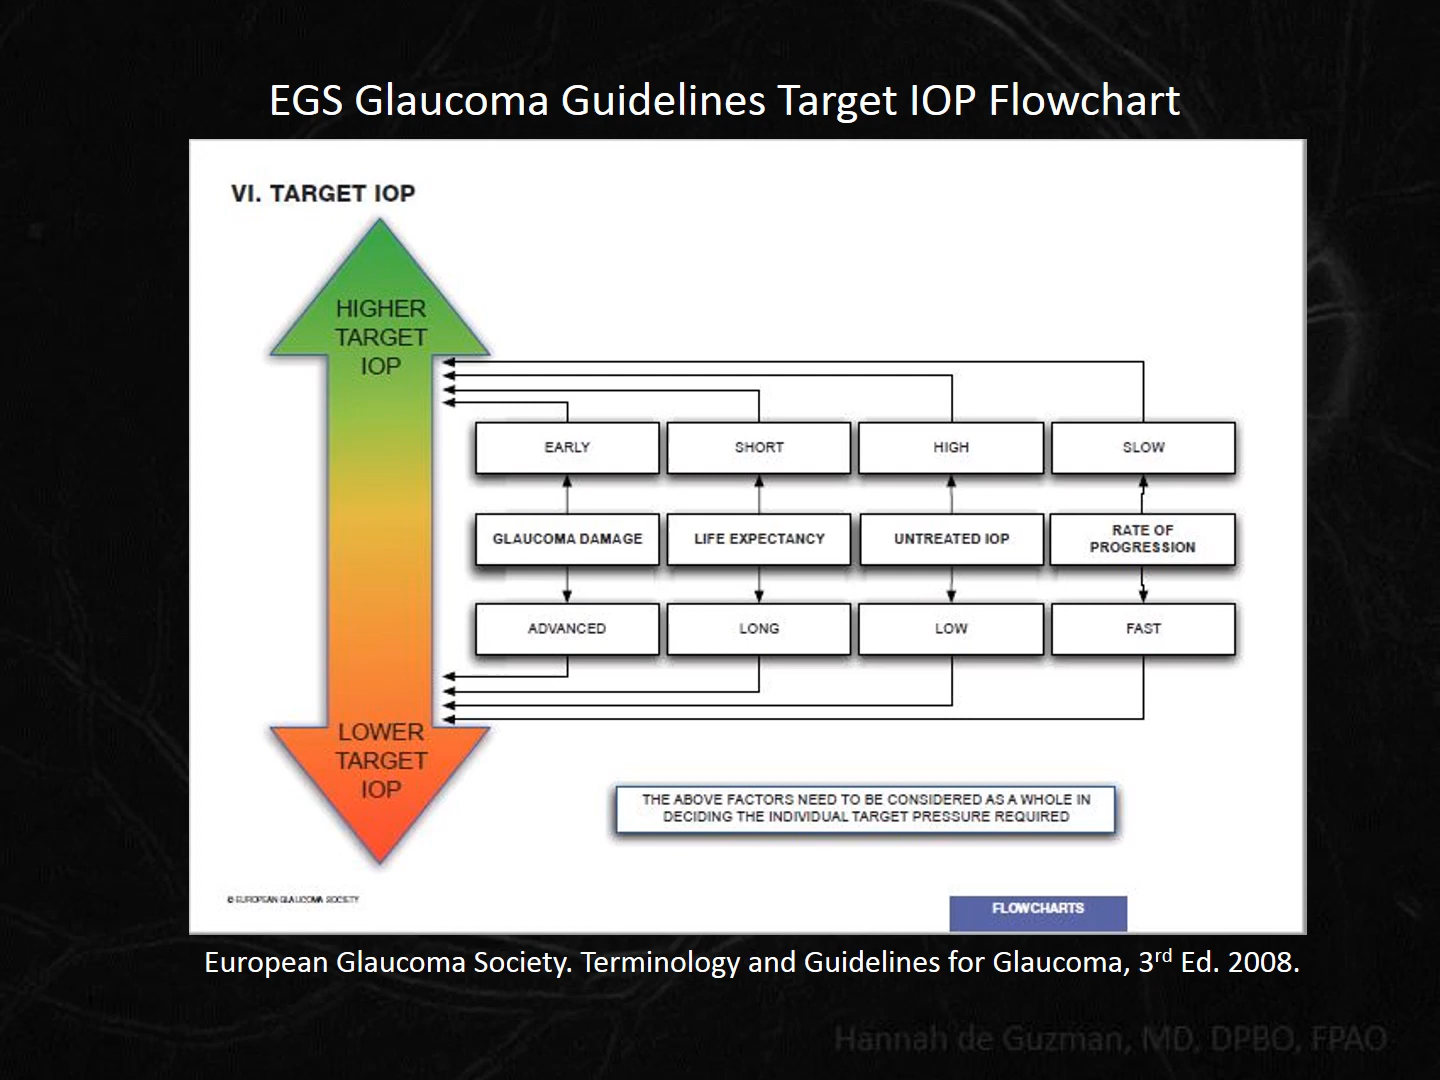 EGS Glaucoma Guidelines Target IOP Flowchart
VI. TARGET IOP
HIGHER
TARGET
IOP
EARLY
SHORT
HIGH
SLOW
GLAUCOMA DAMAGE
LIFE EXPECTANCY
UNTREATED IOP
RATE OF
PROGRESSION
ADVANCED
LONG
LOW
FAST
LOWER
TARGET
IOP
THE ABOVE FACTORS NEED TO BE CONSIDERED AS A WHOLE IN
DECIDING THE INDIVIDUAL TARGET PRESSURE REQUIRED
© EUROPEAN GLAUCOMA SOCIETY
FLOWCHARTS
European Glaucoma Society. Terminology and Guidelines for Glaucoma, 3rd Ed. 2008.
Hannah de Guzman, MD, DPBO, FPAO